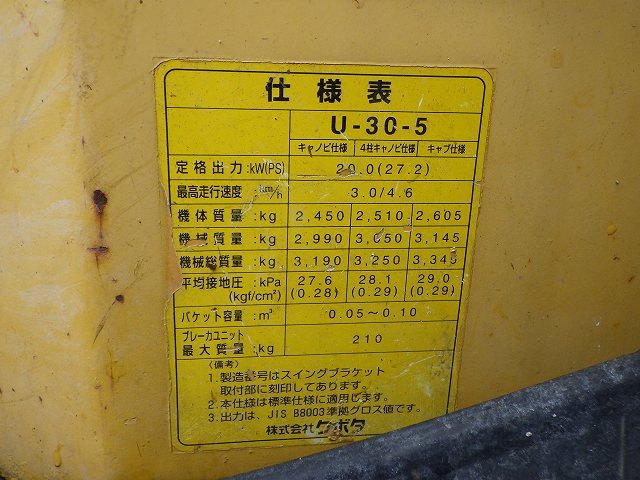 仕様表
U-30-5
キャノピ仕様 4柱キャノピ仕様 キャブ仕様
定格出力:kW(PS) 20.0(27.2)
最高走行速度:km/h 3.0/4.6
機体質量:kg 2,450 2,510 2,605
機械質量:kg 2,990 3,050 3,145
機械総質量:kg 3,190 3,250 3,345
平均接地圧:kPa 27.6 28.1 29.0
(kgf/cm²) (0.28) (0.29) (0.29)
バケット容量:m³ 0.05～0.10
ブレーカユニット
最大質量:kg 210
(備考)
1.製造番号はスイングブラケット
取付部に刻印してあります。
2.本仕様は標準仕様に適用します。
3.出力は、JIS B8003準拠グロス値です。
株式会社クボタ